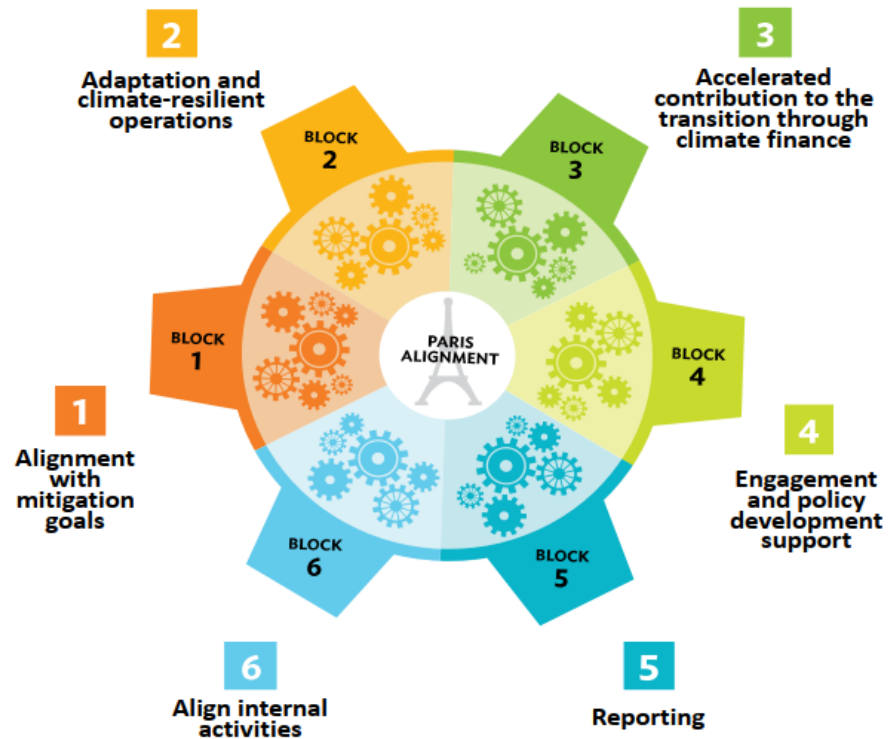 2
Adaptation and
climate-resilient
operations
3
Accelerated
contribution to the
transition through
climate finance
BLOCK
2
BLOCK
3
BLOCK
1
PARIS
ALIGNMENT
BLOCK
4
1
Alignment
with
mitigation
goals
4
Engagement
and policy
development
support
BLOCK
6
BLOCK
5
6
Align internal
activities
5
Reporting